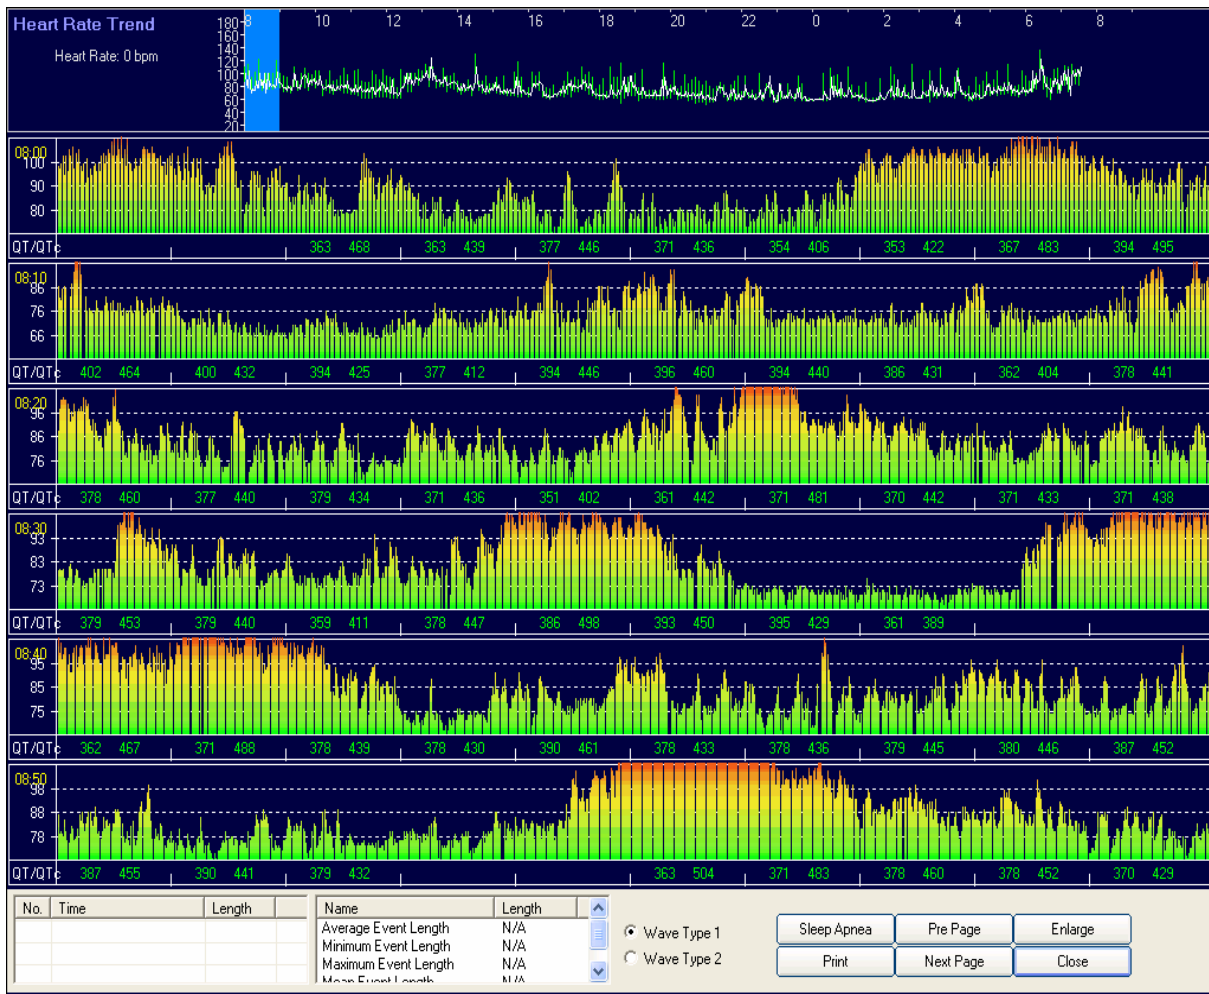 Heart Rate Trend
Heart Rate: 0 bpm
180
160
140
120
100
80
60
40
20
8 10 12 14 16 18 20 22 0 2 4 6 8
08:00
100
90
80
QT/QTc 363 468 363 439 377 446 371 436 354 406 353 422 367 483 394 495
08:10
86
76
66
QT/QTc 402 464 400 432 394 425 377 412 394 446 396 460 394 440 386 431 362 404 378 441
08:20
96
86
76
QT/QTc 378 460 377 440 379 434 371 436 351 402 361 442 371 481 370 442 371 433 371 438
08:30
93
83
73
QT/QTc 379 453 379 440 359 411 378 447 386 498 393 450 395 429 361 389
08:40
95
85
75
QT/QTc 362 467 371 488 378 439 378 430 390 461 378 433 378 436 379 445 380 446 387 452
08:50
98
88
78
QT/QTc 387 455 390 441 379 432 363 504 371 483 378 460 378 452 370 429
No. Time Length
Name Length
Average Event Length N/A
Minimum Event Length N/A
Maximum Event Length N/A
Mean Event Length N/A
Wave Type 1
Wave Type 2
Sleep Apnea Pre Page Enlarge
Print Next Page Close